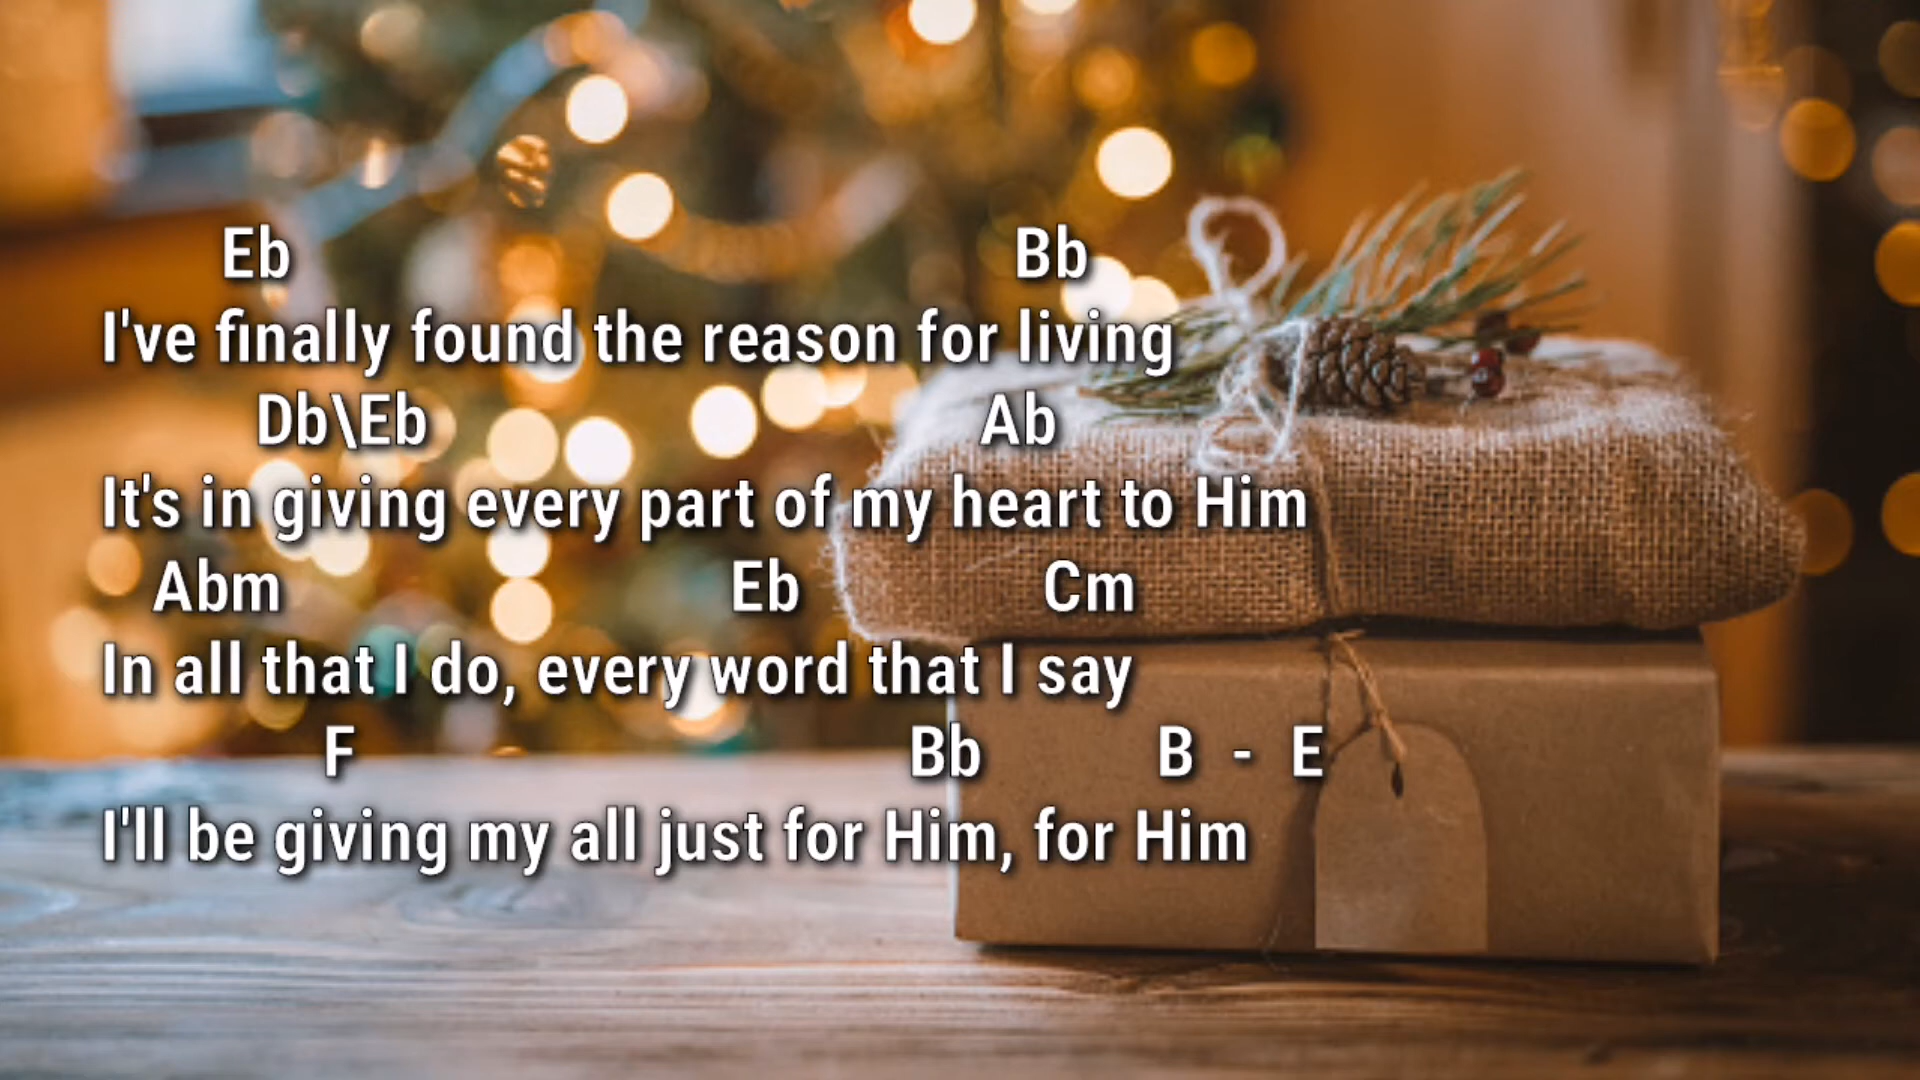 Eb Bb
I've finally found the reason for living
Db\Eb Ab
It's in giving every part of my heart to Him
Abm Eb Cm
In all that I do, every word that I say
F Bb B - E
I'll be giving my all just for Him, for Him